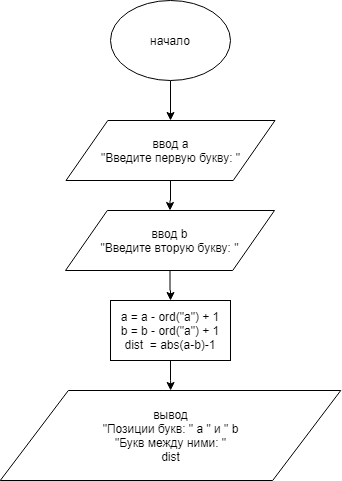 начало
ввод a
"Введите первую букву: "
ввод b
"Введите вторую букву: "
a = a - ord("a") + 1
b = b - ord("a") + 1
dist  = abs(a-b)-1
вывод
"Позиции букв: " a " и " b
"Букв между ними: "
dist